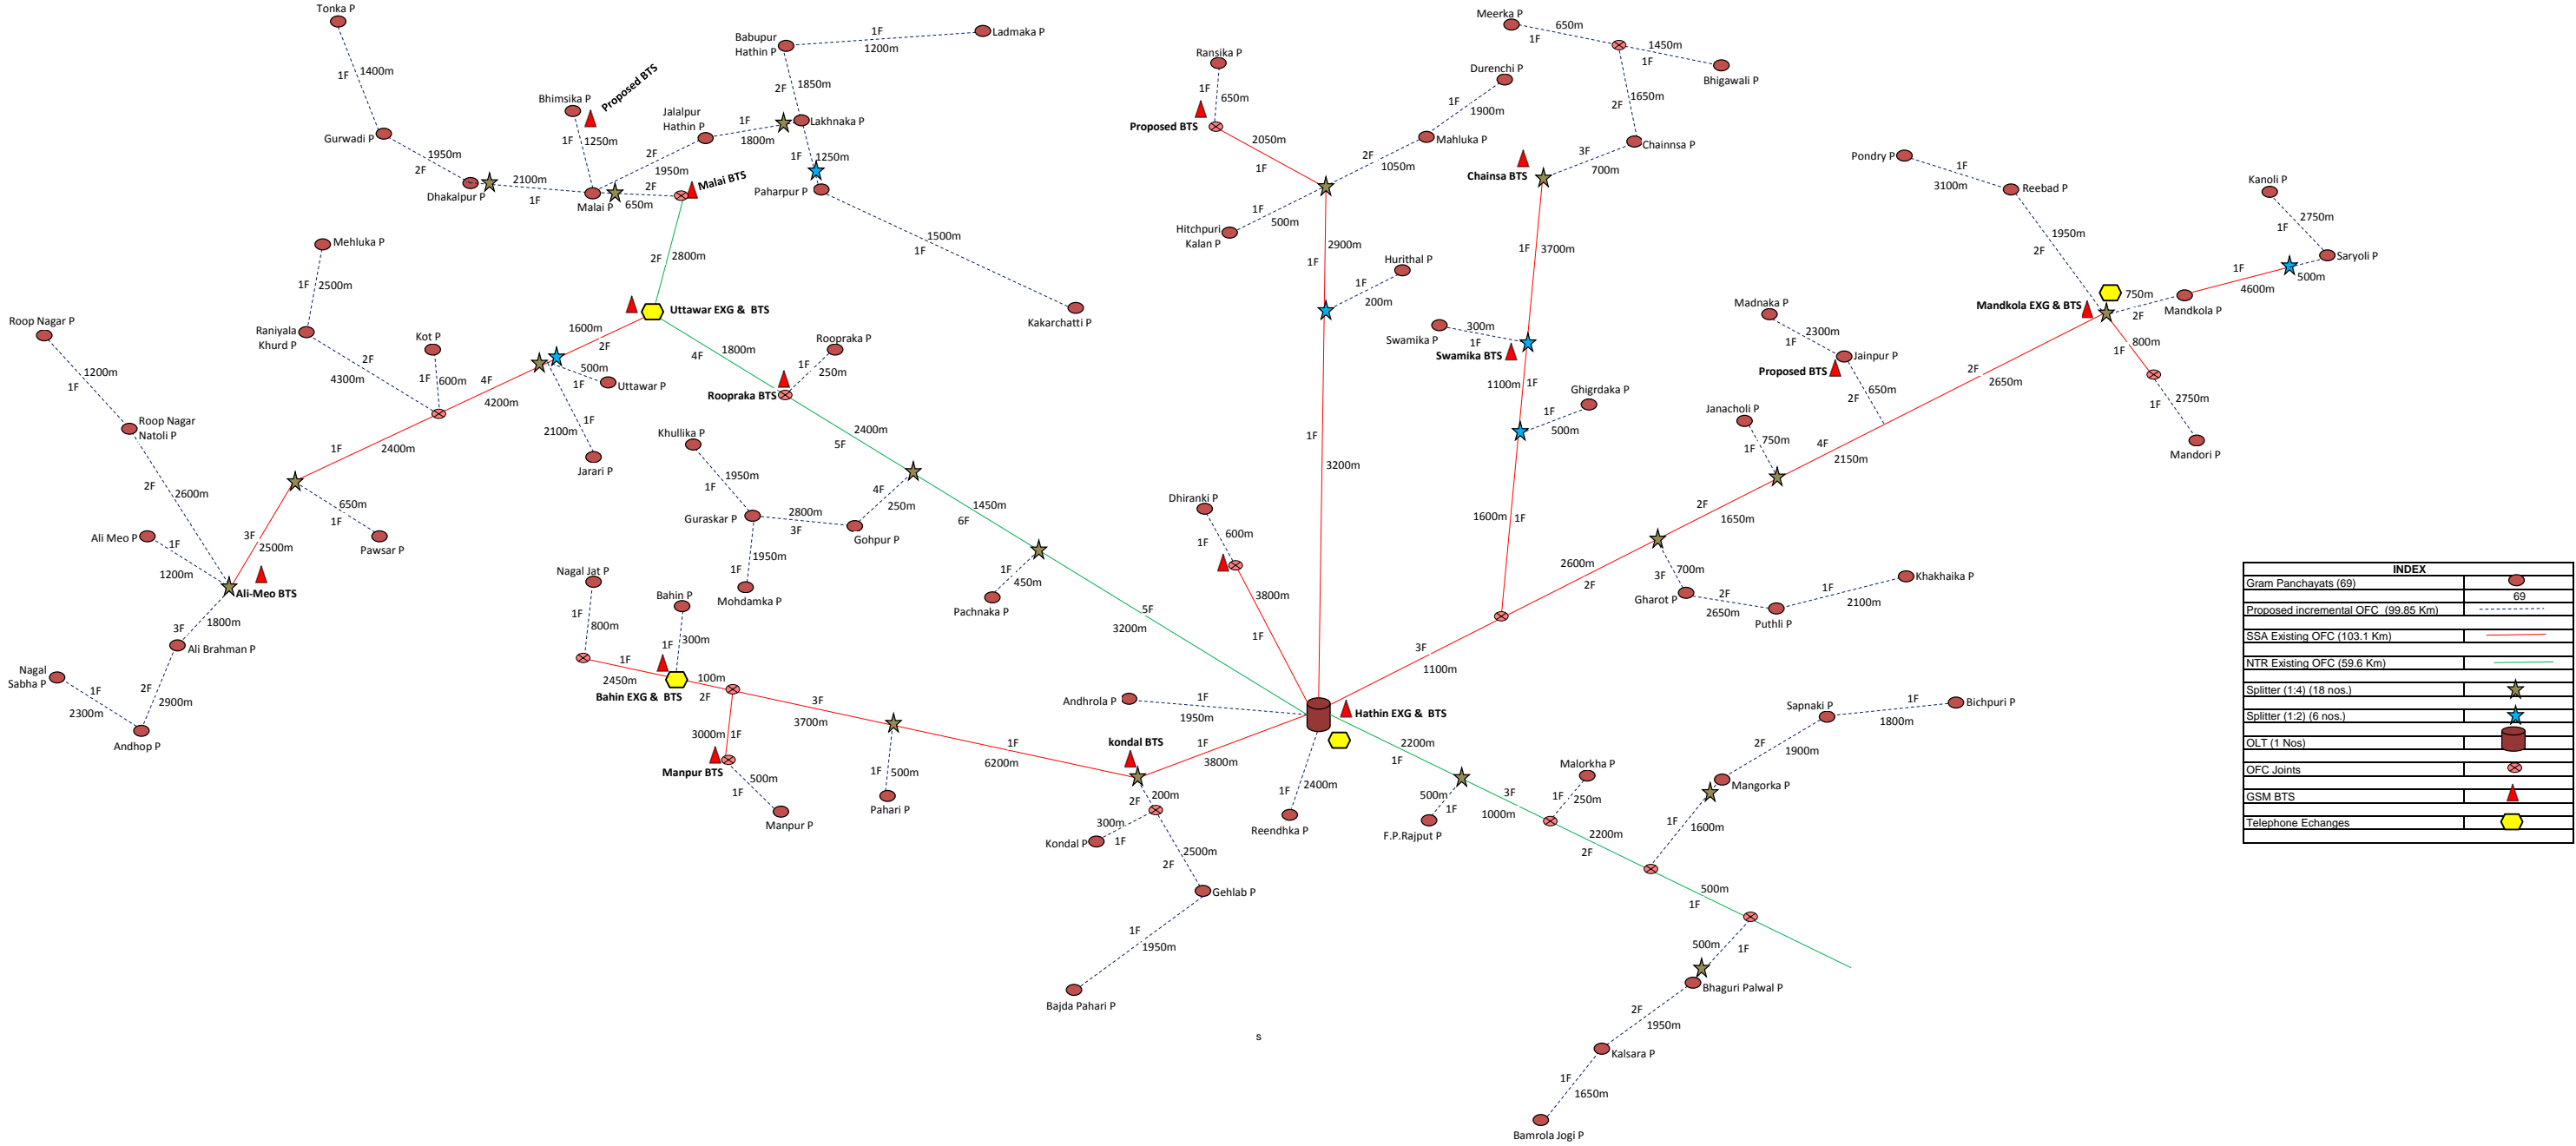 Tonka P
1F
1400m
Gurwadi P
1950m
2F
Dhakalpur P
2100m
1F
Bhimsika P
Proposed BTS
1F
1250m
Malai P
Jalalpur
Hathin P
2F
1950m
2F
650m
Malai BTS
1F
1800m
Babupur
Hathin P
1F
1200m
Ladmaka P
2F
1850m
Lakhnaka P
1F
1250m
Paharpur P
1500m
1F
Kakarchatti P
2F
2800m
Uttawar EXG & BTS
Mehluka P
1F
2500m
Raniyala
Khurd P
2F
4300m
Kot P
1F
600m
4F
4200m
1600m
2F
500m
1F
Uttawar P
1F
2100m
Jarari P
Roop Nagar P
1200m
1F
Roop Nagar
Natoli P
2F
2600m
1F
2400m
650m
1F
Pawsar P
Ali Meo P
1F
1200m
3F
2500m
Ali-Meo BTS
3F
1800m
Ali Brahman P
2F
2900m
Nagal
Sabha P
1F
2300m
Andhop P
4F
1800m
Roopraka P
1F
250m
Roopraka BTS
2400m
5F
Khullika P
1950m
1F
Guraskar P
2800m
3F
4F
250m
Gohpur P
1950m
1F
Mohdamka P
1450m
6F
1F
450m
Pachnaka P
5F
3200m
Nagal Jat P
1F
800m
Bahin P
1F
300m
1F
2450m
100m
2F
Bahin EXG & BTS
3000m
1F
Manpur BTS
500m
1F
Manpur P
3F
3700m
1F
500m
Pahari P
1F
6200m
kondal BTS
1F
3800m
2F
200m
300m
1F
Kondal P
2500m
2F
Gehlab P
1F
1950m
Bajda Pahari P
Andhrola P
1F
1950m
Dhiranki P
600m
1F
3800m
1F
Hathin EXG & BTS
1F
2400m
Reendhka P
Ransika P
1F
650m
Proposed BTS
2050m
1F
Durenchi P
1F
1900m
Mahluka P
2F
1050m
1F
500m
Hitchpuri
Kalan P
2900m
1F
Hurithal P
1F
200m
1F
3200m
Meerka P
650m
1F
1450m
1F
Bhigawali P
1650m
2F
Chainnsa P
3F
700m
Chainsa BTS
1F
3700m
300m
1F
Swamika P
Swamika BTS
1100m
1F
Ghigrdaka P
1F
500m
1600m
1F
3F
1100m
2600m
2F
700m
3F
Gharot P
2F
2650m
Puthli P
1F
2100m
Khakhaika P
2F
1650m
Janacholi P
750m
1F
4F
2150m
Madnaka P
2300m
1F
Jainpur P
Proposed BTS
650m
2F
2F
2650m
Pondry P
1F
3100m
Reebad P
1950m
2F
Mandkola EXG & BTS
750m
2F
Mandkola P
1F
4600m
500m
Saryoli P
2750m
1F
Kanoli P
800m
1F
2750m
1F
Mandori P
2200m
1F
500m
1F
F.P.Rajput P
3F
1000m
Malorkha P
1F
250m
2200m
2F
1F
1600m
Mangorka P
2F
1900m
Sapnaki P
1F
1800m
Bichpuri P
500m
1F
500m
1F
Bhaguri Palwal P
2F
1950m
Kalsara P
1F
1650m
Bamrola Jogi P
s
INDEX
Gram Panchayats (69)
69
Proposed incremental OFC (99.85 Km)
SSA Existing OFC (103.1 Km)
NTR Existing OFC (59.6 Km)
Splitter (1:4) (18 nos.)
Splitter (1:2) (6 nos.)
OLT (1 Nos)
OFC Joints
GSM BTS
Telephone Echanges